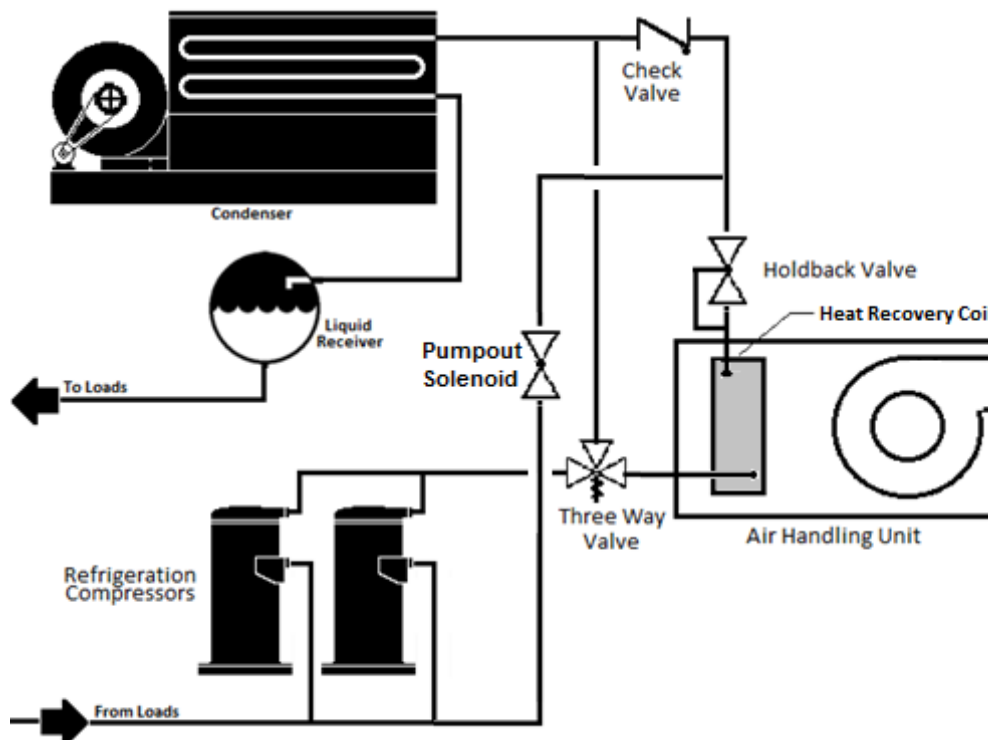 Check
Valve
Condenser
Holdback Valve
Heat Recovery Coi
Liquid
Receiver
Pumpout
Solenoid
To Loads
Three Way
Valve
Air Handling Unit
Refrigeration
Compressors
From Loads